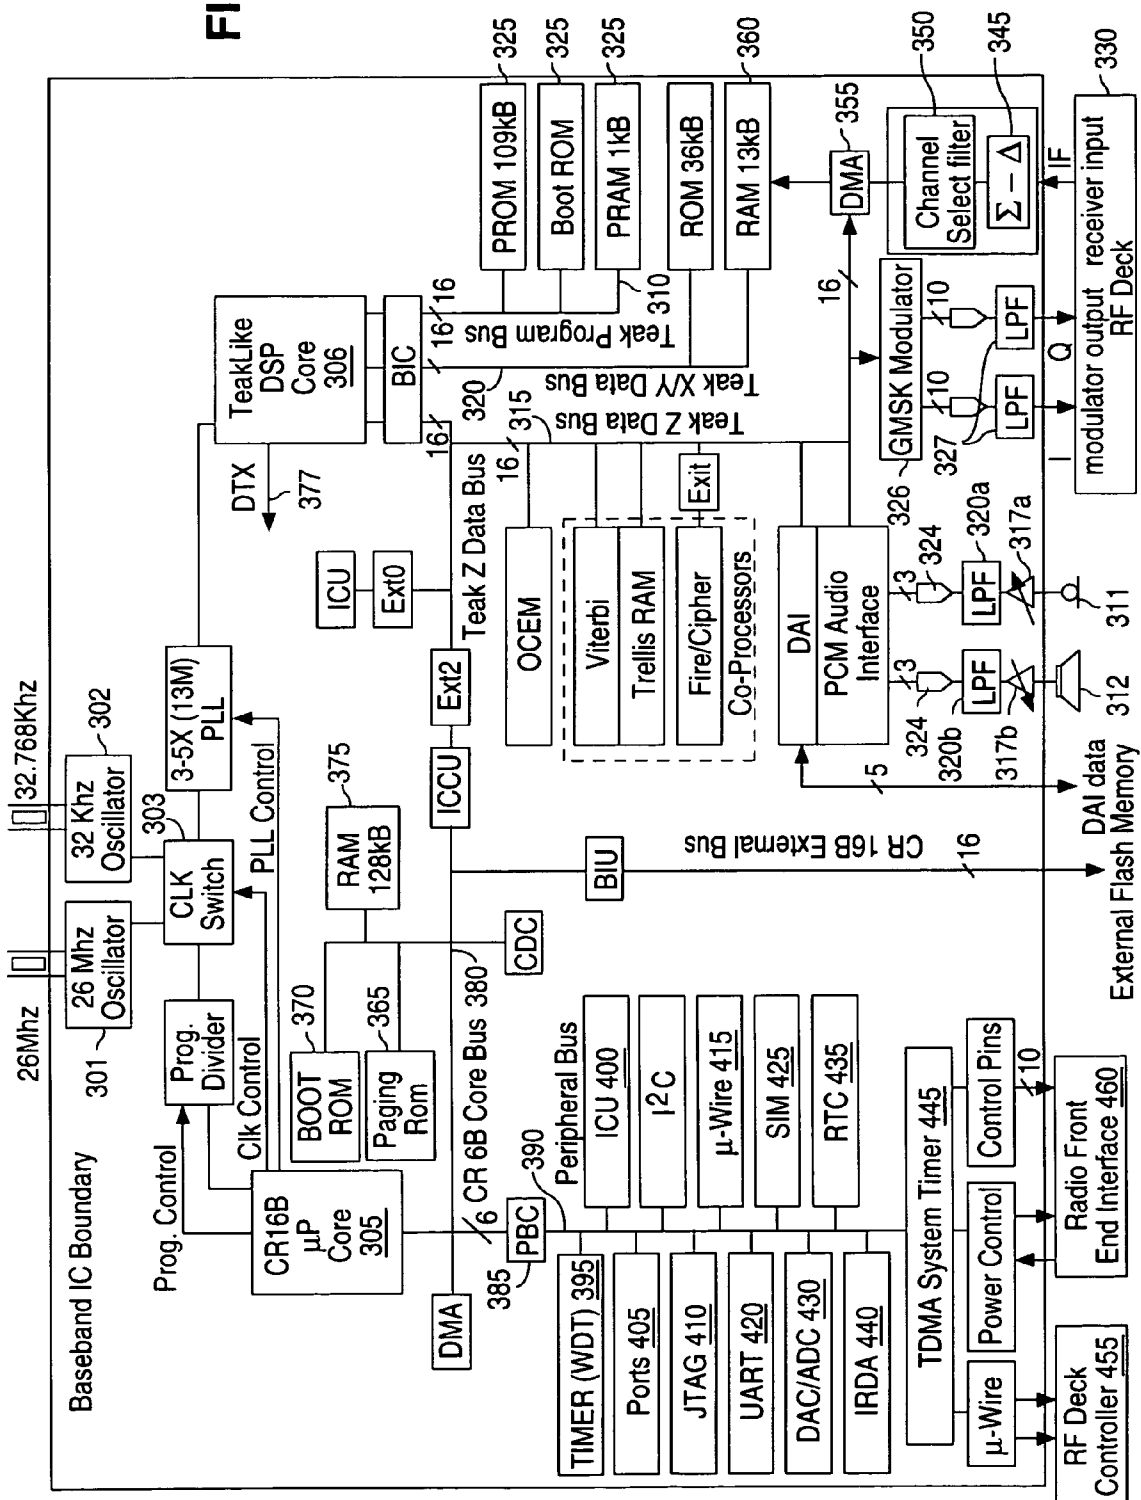 FI
26Mhz
32.768Khz
Baseband IC Boundary
301
26 Mhz
Oscillator
32 Khz
Oscillator
302
303
Prog. Control
Prog.
Divider
CLK
Switch
3-5X (13M)
PLL
Clk Control
PLL Control
CR16B
µP
Core
305
BOOT
ROM
370
Paging
Rom
365
RAM
128kB
375
CDC
380
CR 6B Core Bus
6
DMA
385
PBC
390
Peripheral Bus
ICCU
Ext2
ICU
Ext0
DTX
377
TeakLike
DSP
Core
306
BIC
16
16
16
320
Teak Program Bus
Teak X/Y Data Bus
Teak Z Data Bus
Teak Z Data Bus
16
315
310
PROM 109kB
325
Boot ROM
325
PRAM 1kB
325
ROM 36kB
RAM 13kB
360
OCEM
Viterbi
Trellis RAM
Fire/Cipher
Exit
Co-Processors
BIU
CR 16B External Bus
16
DAI
PCM Audio
Interface
5
3
3
324
324
320b
LPF
LPF
320a
317b
317a
312
311
DAI data
External Flash Memory
16
DMA
355
GMSK Modulator
326
10
10
327
LPF
LPF
I
Q
IF
Channel
Select filter
350
Σ – Δ
345
modulator output
receiver input
RF Deck
330
TIMER (WDT) 395
Ports 405
JTAG 410
UART 420
DAC/ADC 430
IRDA 440
ICU 400
I2C
µ-Wire 415
SIM 425
RTC 435
TDMA System Timer 445
µ-Wire
Power Control
Control Pins
10
RF Deck
Controller 455
Radio Front
End Interface 460